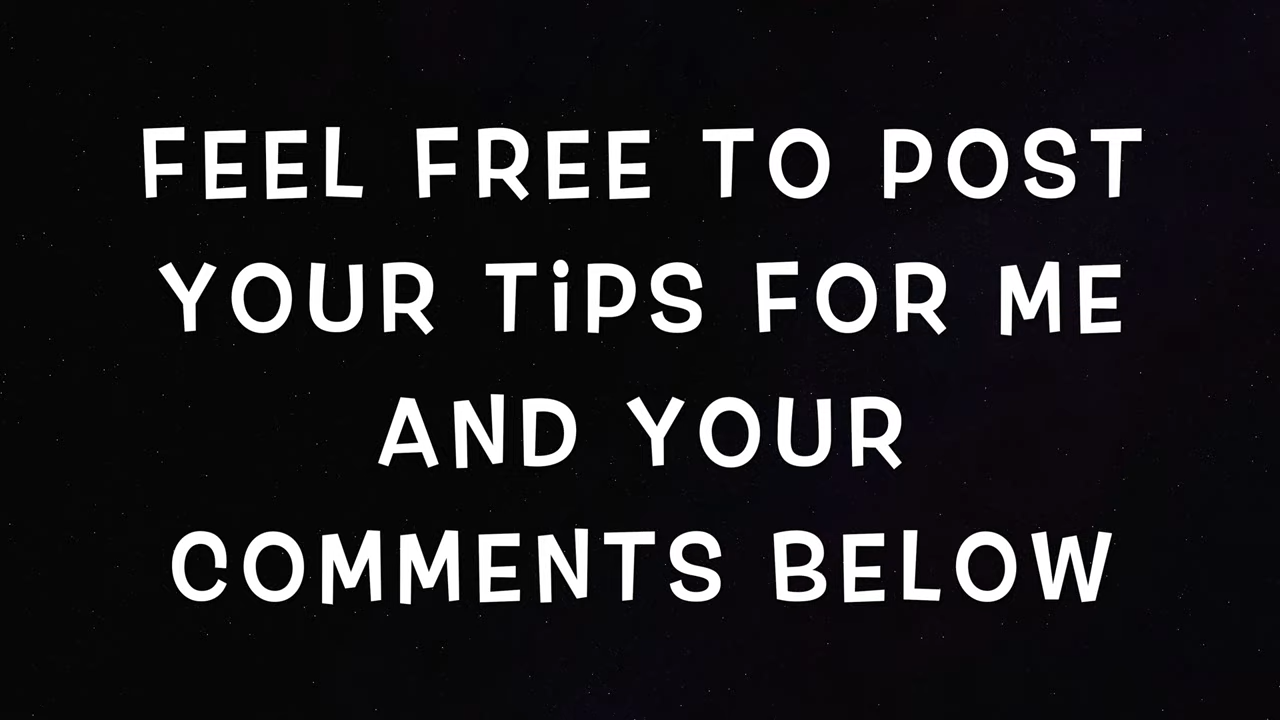 FEEL FREE TO POST
YOUR TiPS FOR ME
AND YOUR
COMMENTS BELOW